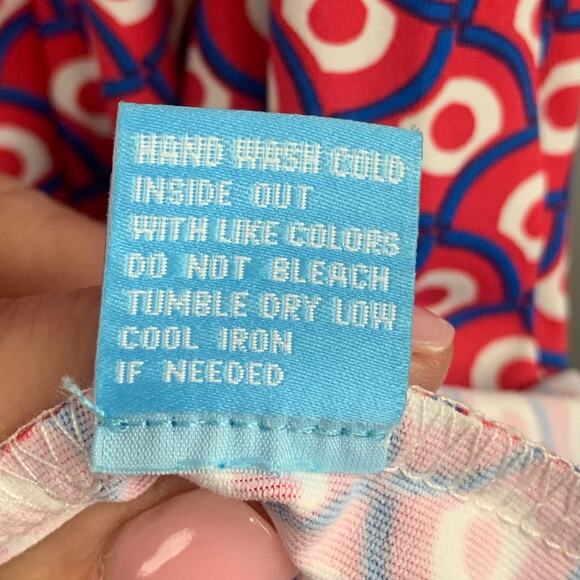 HAND WASH COLD
INSIDE OUT
WITH LIKE COLORS
DO NOT BLEACH
TUMBLE DRY LOW
COOL IRON
IF NEEDED